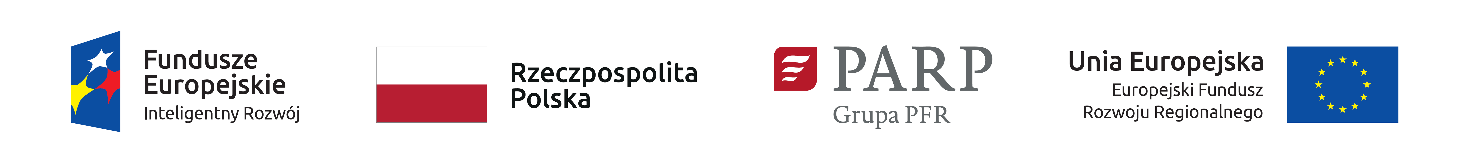 Fundusze
Europejskie
Inteligentny Rozwój
Rzeczpospolita
Polska
PARP
Grupa PFR
Unia Europejska
Europejski Fundusz
Rozwoju Regionalnego